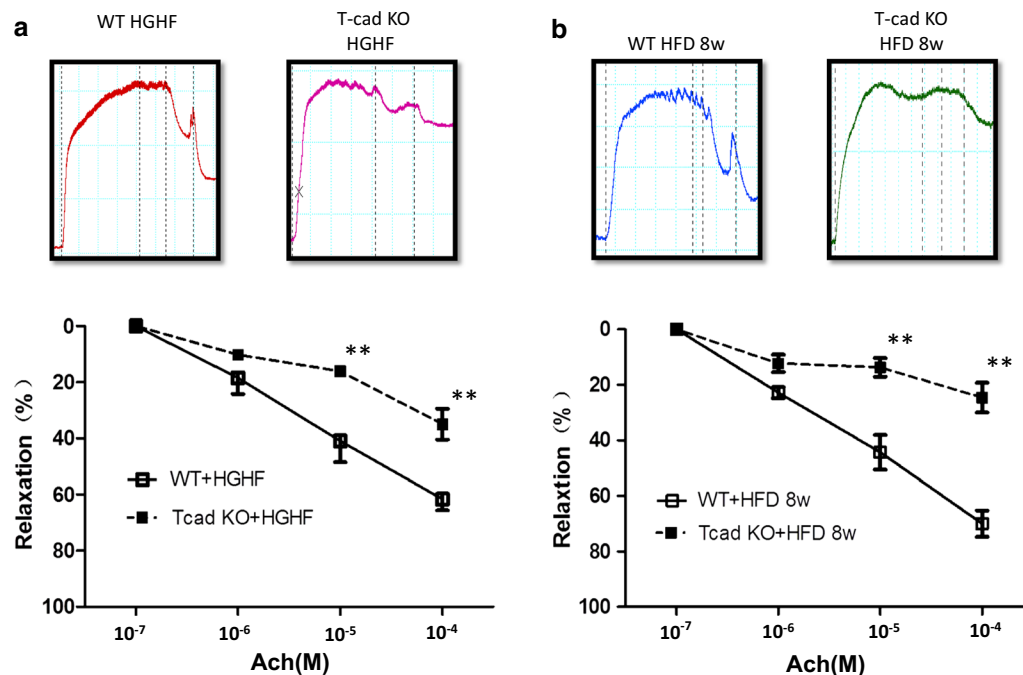 a
WT HGHF
T-cad KO
HGHF
0
20
40
60
80
100
Relaxation (%)
**
**
WT+HGHF
Tcad KO+HGHF
10⁻⁷
10⁻⁶
10⁻⁵
10⁻⁴
Ach(M)
b
WT HFD 8w
T-cad KO
HFD 8w
0
20
40
60
80
100
Relaxtion (%)
**
**
WT+HFD 8w
Tcad KO+HFD 8w
10⁻⁷
10⁻⁶
10⁻⁵
10⁻⁴
Ach(M)